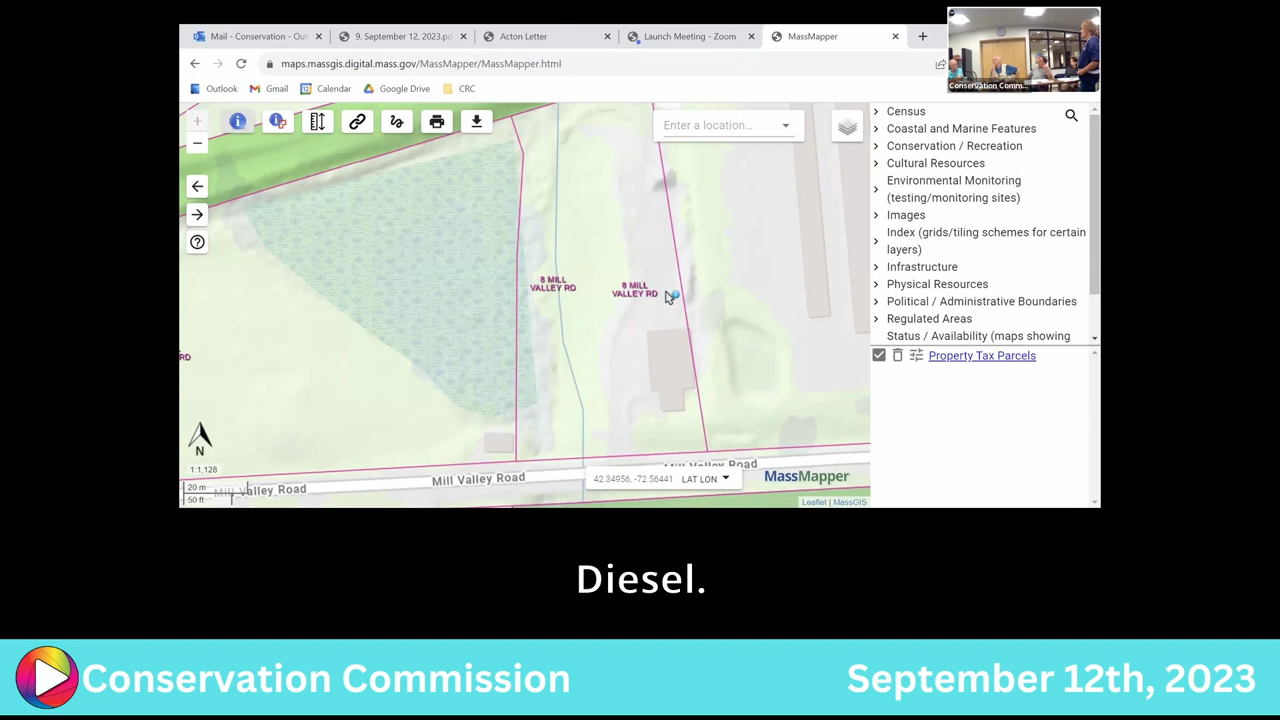 Mail - Conservation - Out
9. September 12, 2023.pd
Acton Letter
Launch Meeting - Zoom
MassMapper
maps.massgis.digital.mass.gov/MassMapper/MassMapper.html
Outlook
Gmail
Calendar
Google Drive
CRC
Conservation Comm...
Enter a location...
Census
Coastal and Marine Features
Conservation / Recreation
Cultural Resources
Environmental Monitoring
(testing/monitoring sites)
Images
Index (grids/tiling schemes for certain
layers)
Infrastructure
Physical Resources
Political / Administrative Boundaries
Regulated Areas
Status / Availability (maps showing
Property Tax Parcels
8 MILL
VALLEY RD
8 MILL
VALLEY RD
RD
N
1:1,128
20 m
50 ft
Mill Valley Road
Mill Valley Road
Mill Valley Road
42.34956, -72.56441 LAT LON
MassMapper
Leaflet | MassGIS
Diesel.
Conservation Commission
September 12th, 2023